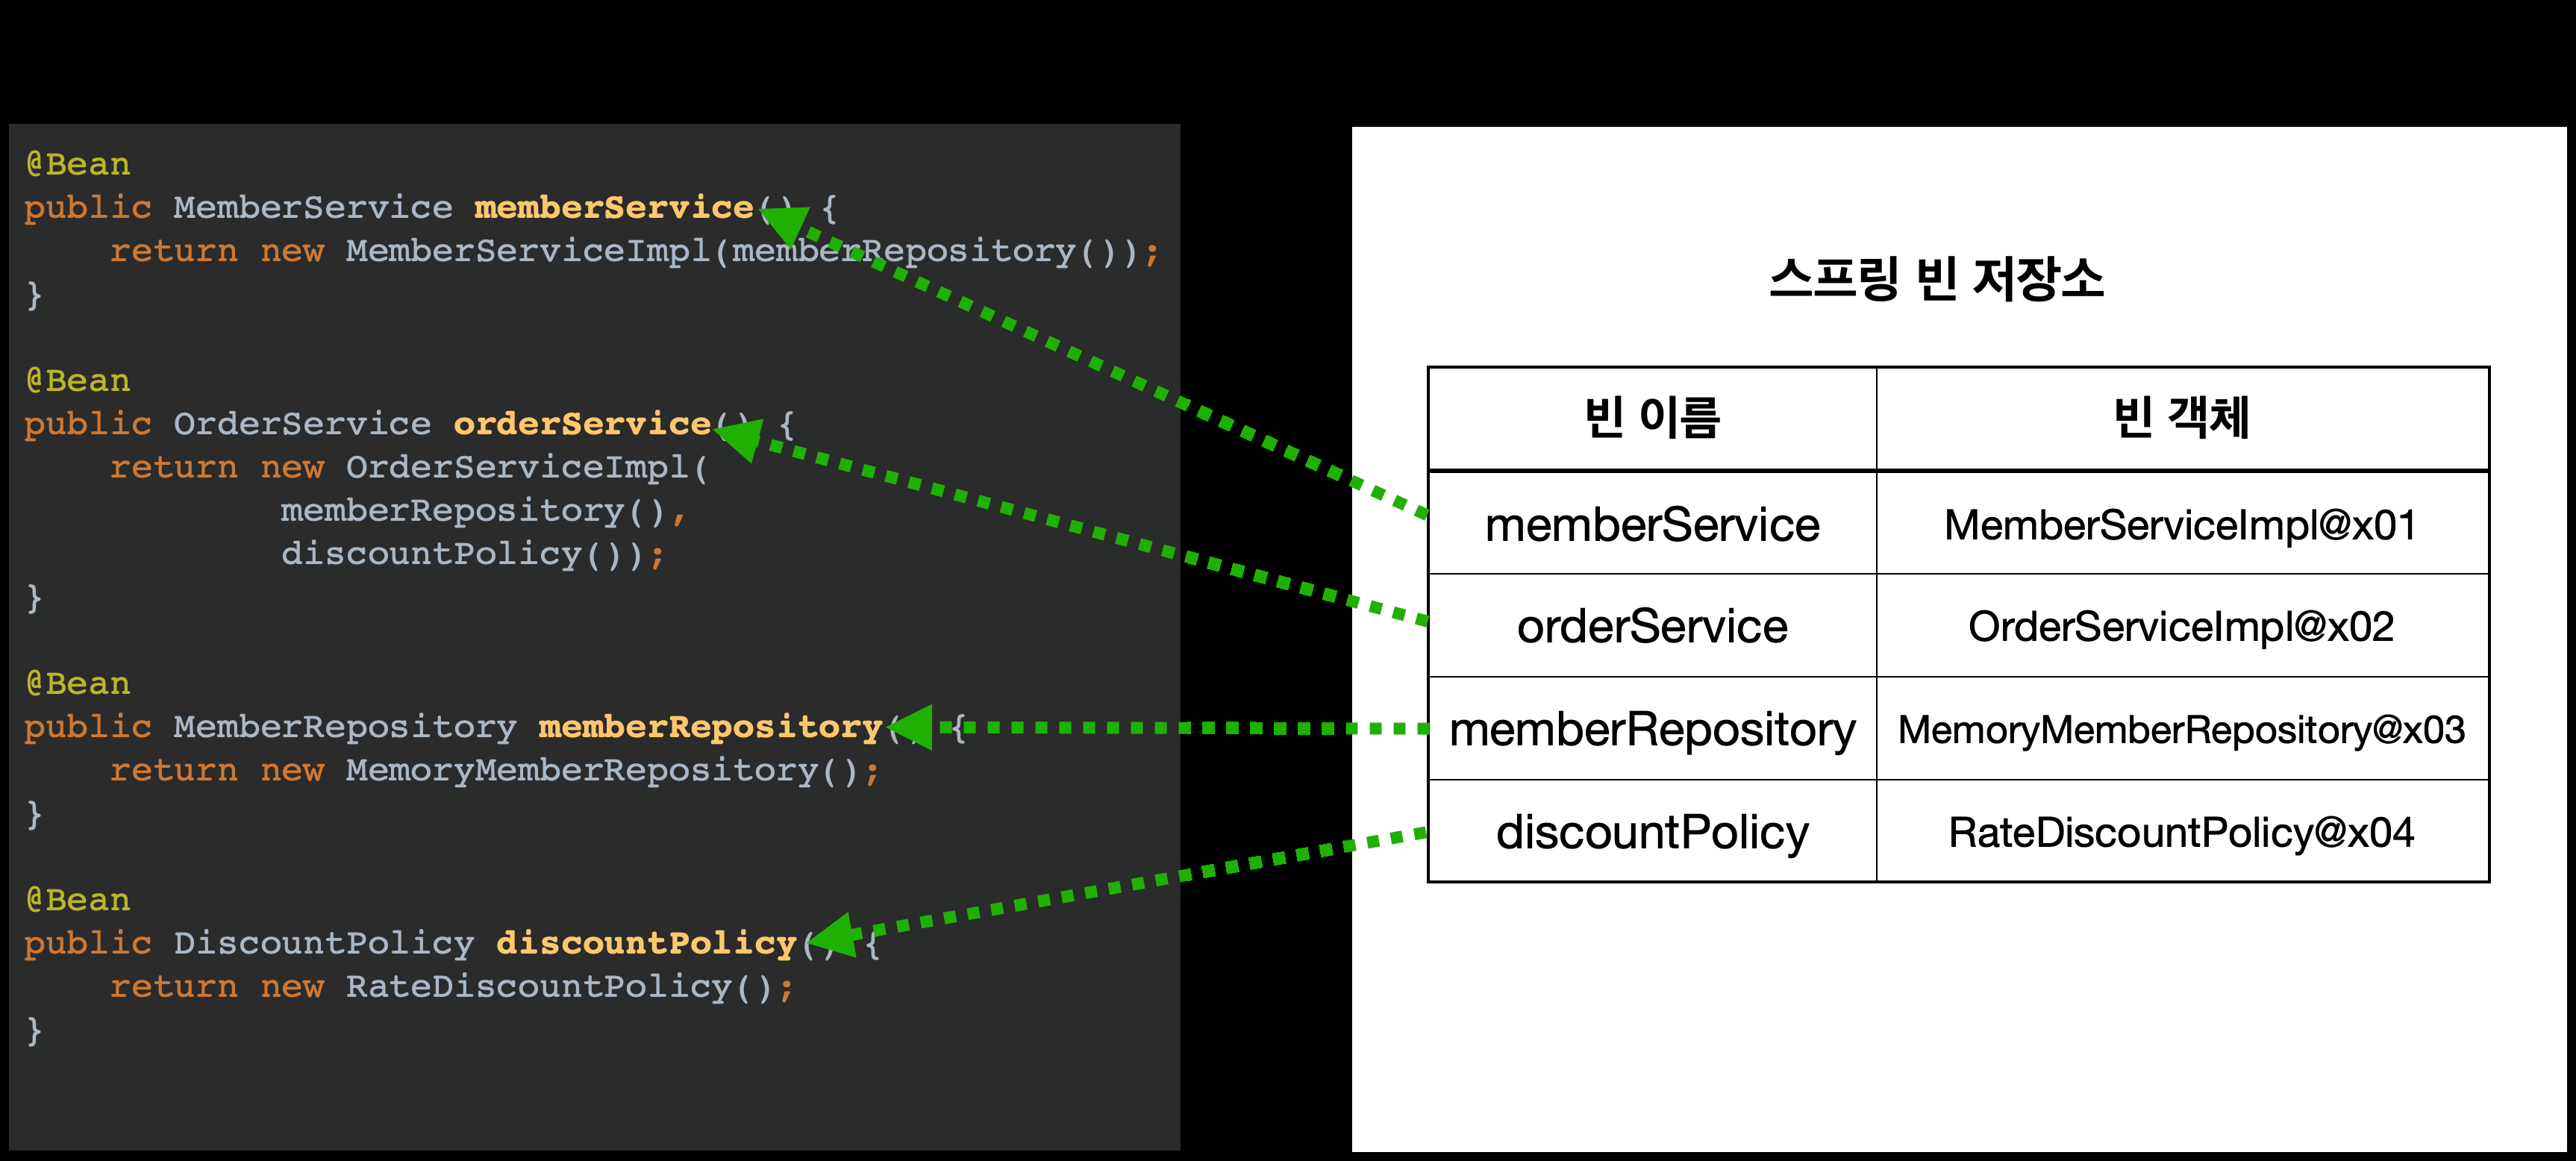 @Bean
public MemberService memberService() {
    return new MemberServiceImpl(memberRepository());
}
@Bean
public OrderService orderService() {
    return new OrderServiceImpl(
            memberRepository(),
            discountPolicy());
}
@Bean
public MemberRepository memberRepository() {
    return new MemoryMemberRepository();
}
@Bean
public DiscountPolicy discountPolicy() {
    return new RateDiscountPolicy();
}
스프링 빈 저장소
빈 이름 빈 객체
memberService MemberServiceImpl@x01
orderService OrderServiceImpl@x02
memberRepository MemoryMemberRepository@x03
discountPolicy RateDiscountPolicy@x04